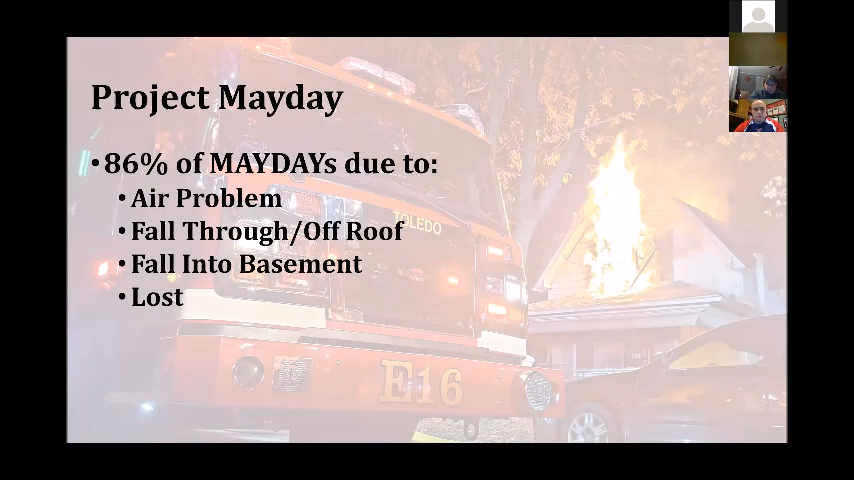 Project Mayday
•86% of MAYDAYs due to:
•Air Problem
•Fall Through/Off Roof
•Fall Into Basement
•Lost
TOLEDO
E16